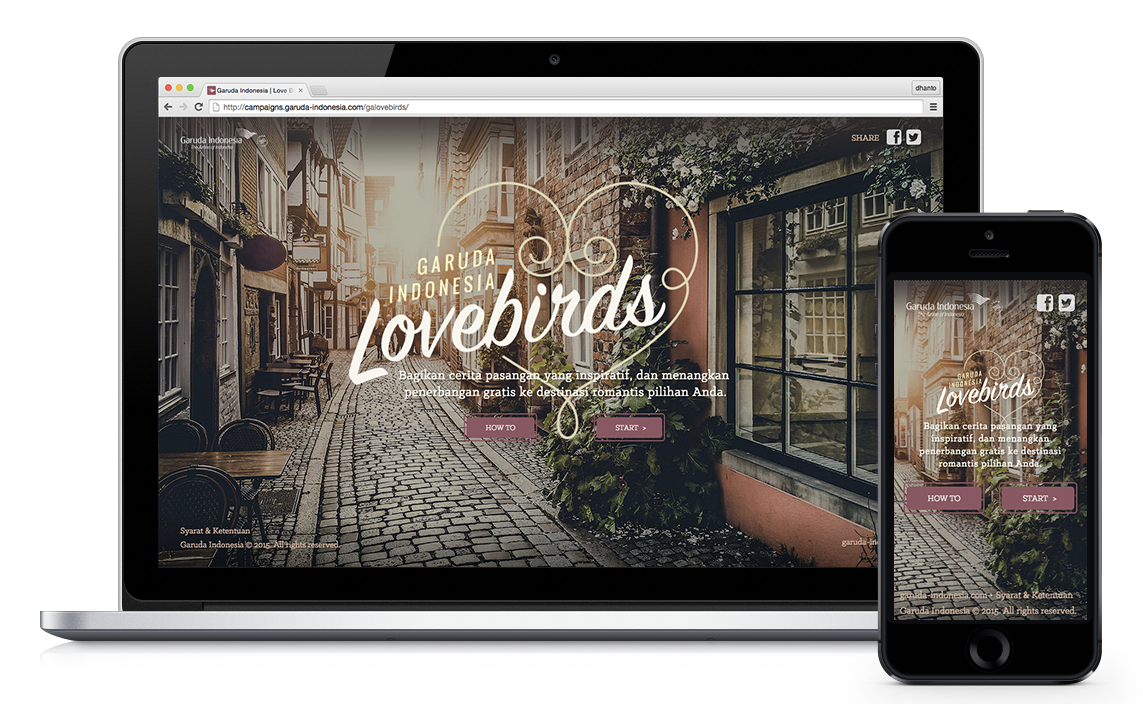 Garuda Indonesia | Love B
dhanto
http://campaigns.garuda-indonesia.com/galovebirds/
Garuda Indonesia
The Airline of Indonesia
SHARE
GARUDA
INDONESIA
Lovebirds
Bagikan cerita pasangan yang inspiratif, dan menangkan
penerbangan gratis ke destinasi romantis pilihan Anda.
HOW TO
START >
Syarat & Ketentuan
Garuda Indonesia © 2015. All rights reserved.
garuda-in
Garuda Indonesia
The Airline of Indonesia
GARUDA
INDONESIA
Lovebirds
Bagikan cerita pasangan yang
inspiratif, dan menangkan
penerbangan gratis ke destinasi
romantis pilihan Anda.
HOW TO
START >
garuda-indonesia.com • Syarat & Ketentuan
Garuda Indonesia © 2015. All rights reserved.